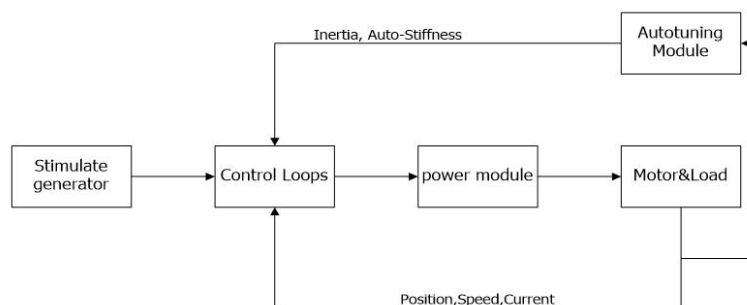 Inertia, Auto-Stiffness
Autotuning
Module
Stimulate
generator
Control Loops
power module
Motor&Load
Position,Speed,Current